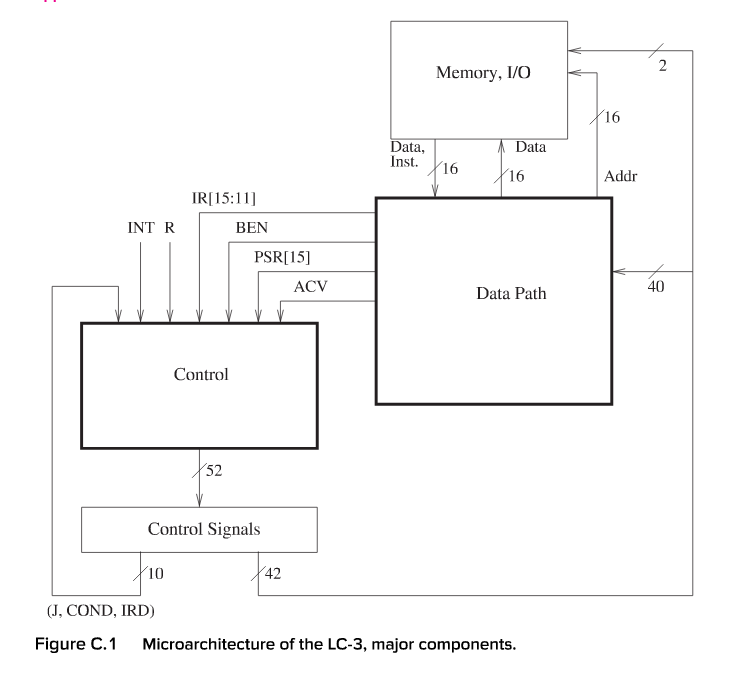 Memory, I/O
2
16
Data,
Inst.
16
Data
16
Addr
IR[15:11]
INT R
BEN
PSR[15]
ACV
Data Path
40
Control
52
Control Signals
10
42
(J, COND, IRD)
Figure C.1 Microarchitecture of the LC-3, major components.